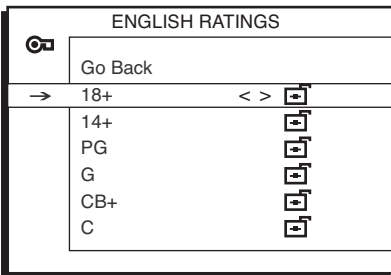 ENGLISH RATINGS
Go Back
→ 18+ < >
14+
PG
G
CB+
C